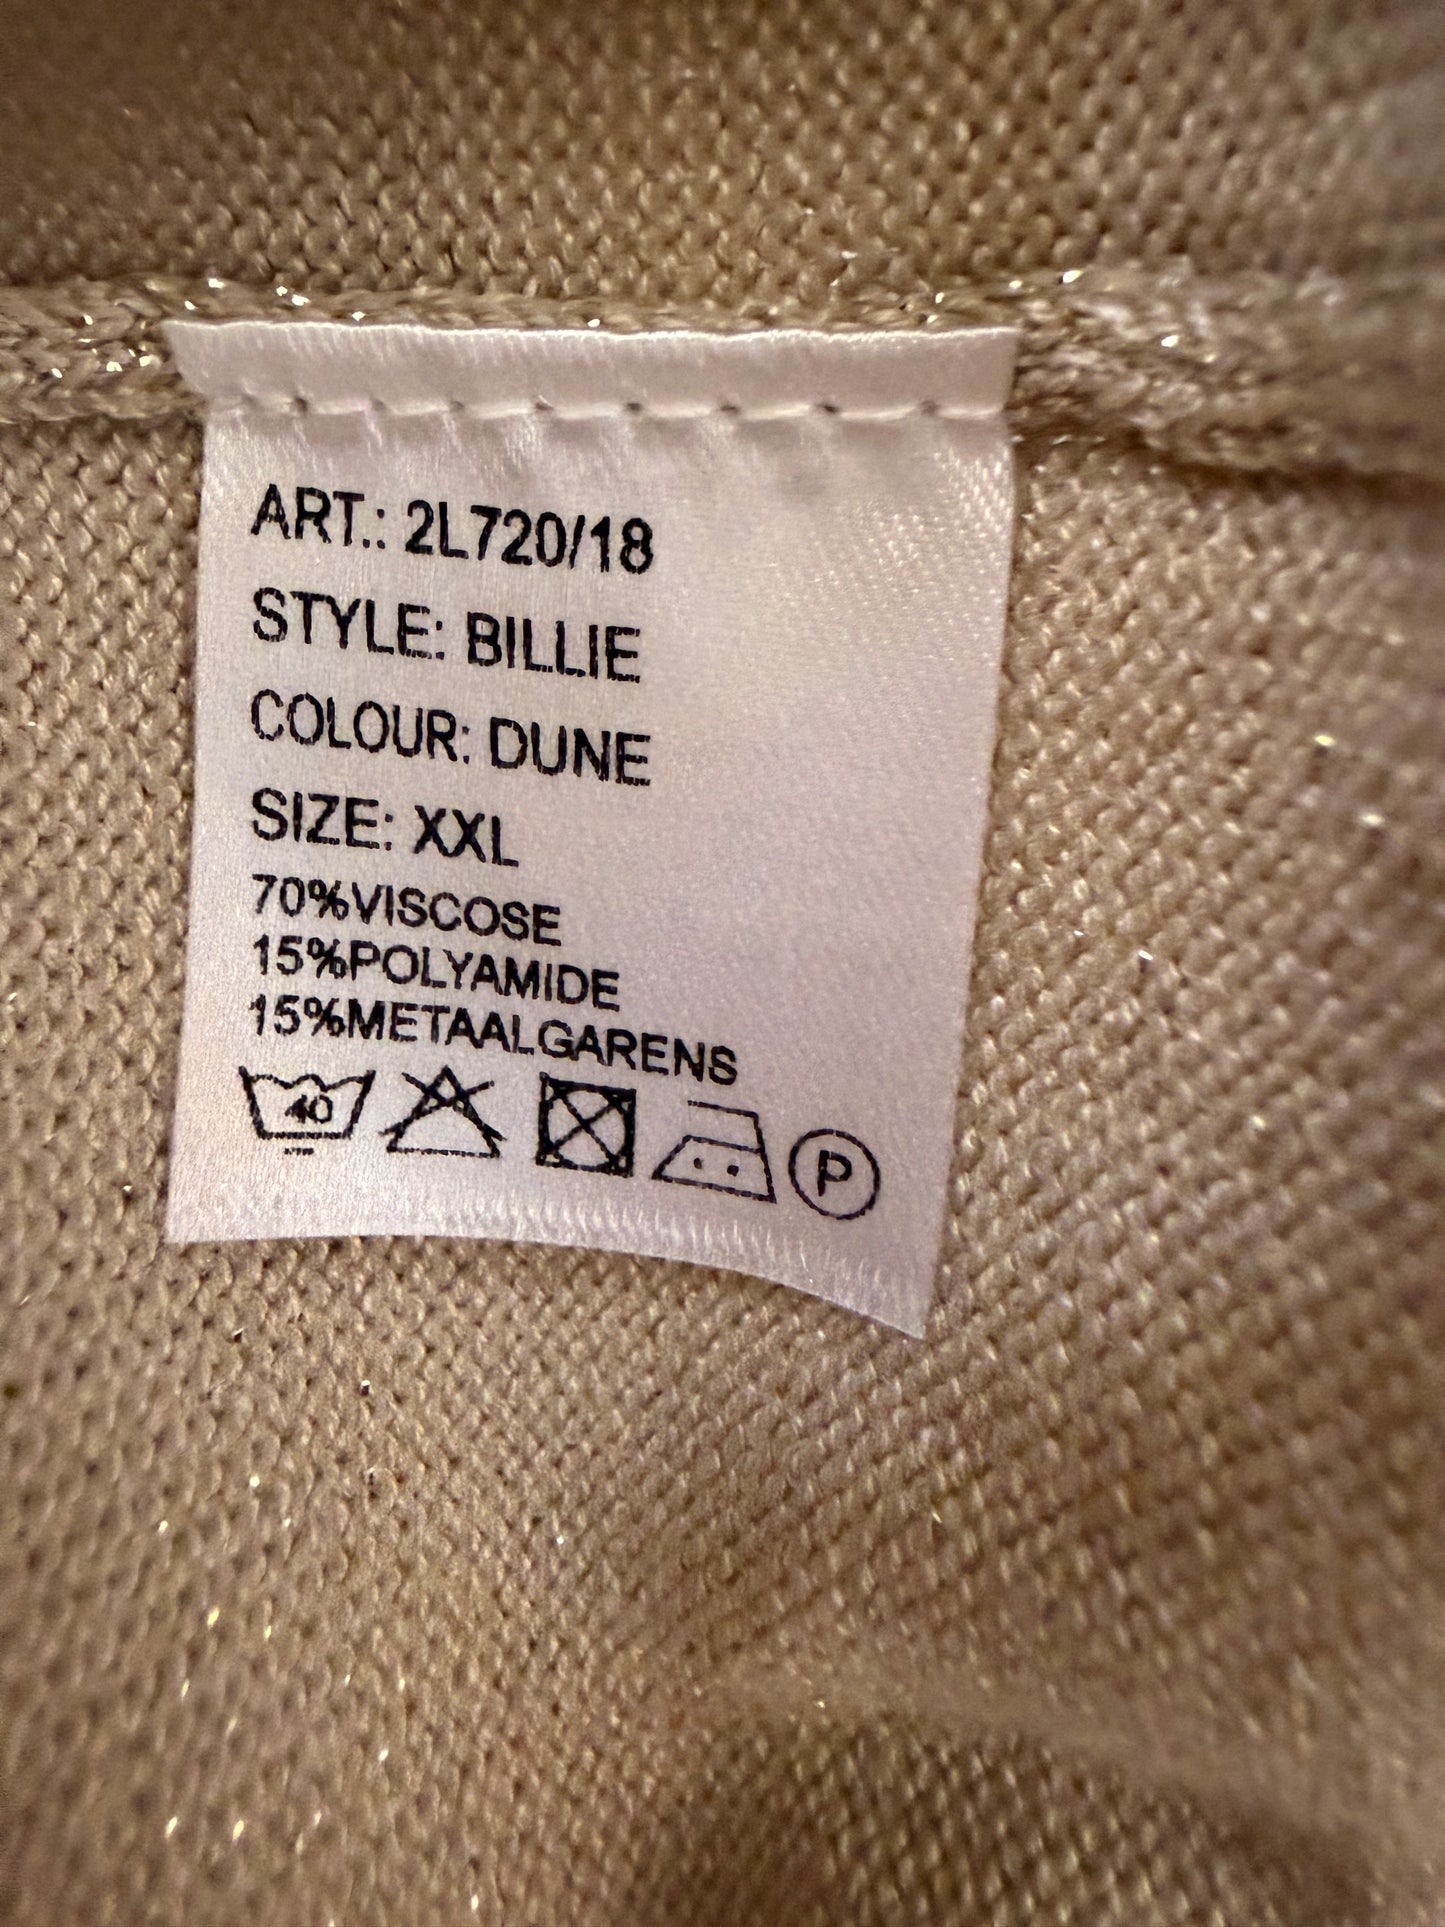 ART.: 2L720/18
STYLE: BILLIE
COLOUR: DUNE
SIZE: XXL
70%VISCOSE
15%POLYAMIDE
15%METAALGARENS
40 P